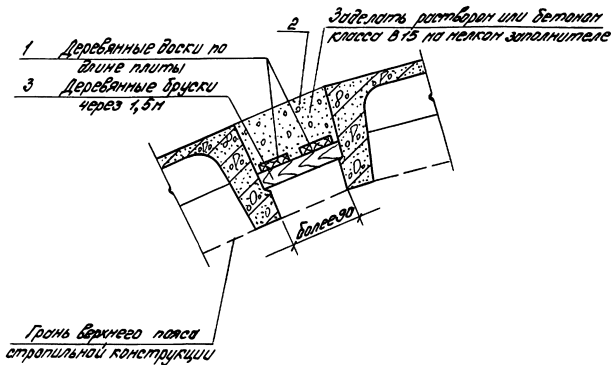 1 Деревянные доски по
длине плиты
3 Деревянные бруски
через 1,5м
2 Заделать раствором или бетоном
класса В15 на мелком заполнителе
более 90
Грань верхнего пояса
стропильной конструкции